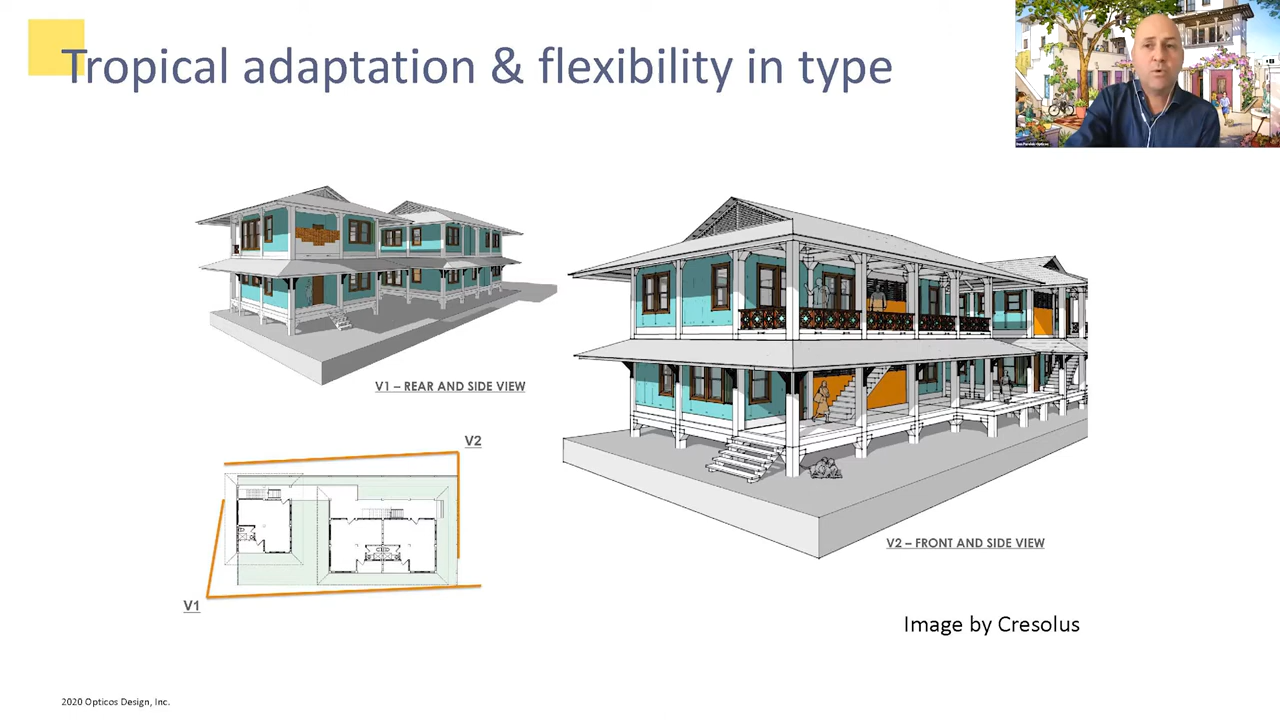 Tropical adaptation & flexibility in type
V1 – REAR AND SIDE VIEW
V2
V1
V2 – FRONT AND SIDE VIEW
Image by Cresolus
2020 Opticos Design, Inc.